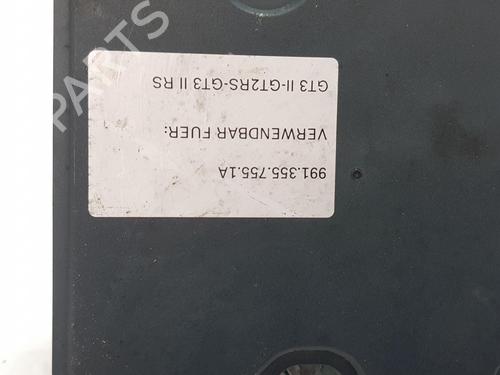 991.355.755.1A
VERWENDBAR FUER:
GT3 II-GT2RS-GT3 II RS
PARTS